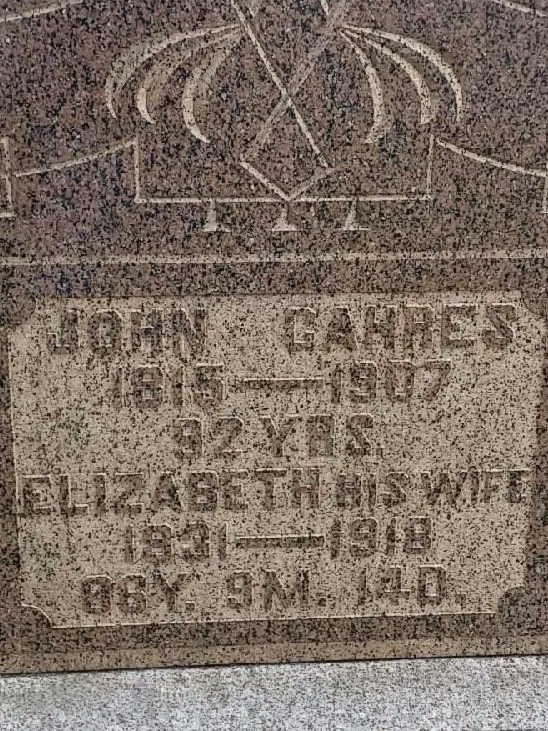 JOHN GAHRES
1815—1907
92 YRS.
ELIZABETH HIS WIFE
1831—1918
86Y. 9M. 14D.